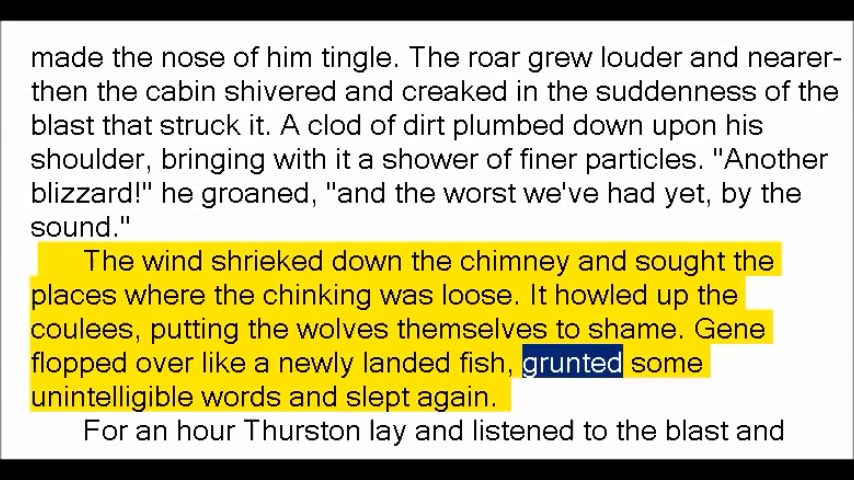 made the nose of him tingle. The roar grew louder and nearer-
then the cabin shivered and creaked in the suddenness of the
blast that struck it. A clod of dirt plumbed down upon his
shoulder, bringing with it a shower of finer particles. "Another
blizzard!" he groaned, "and the worst we've had yet, by the
sound."
The wind shrieked down the chimney and sought the
places where the chinking was loose. It howled up the
coulees, putting the wolves themselves to shame. Gene
flopped over like a newly landed fish, grunted some
unintelligible words and slept again.
For an hour Thurston lay and listened to the blast and